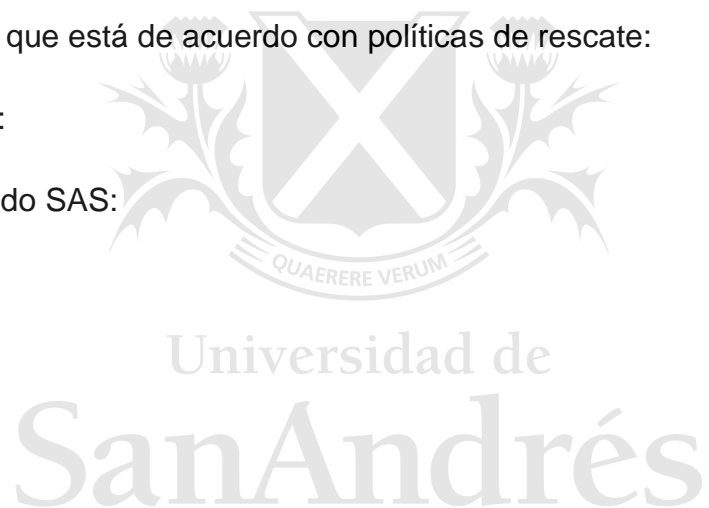 que está de acuerdo con políticas de rescate:
:
do SAS:
QUAERERE VERUM
Universidad de
SanAndrés